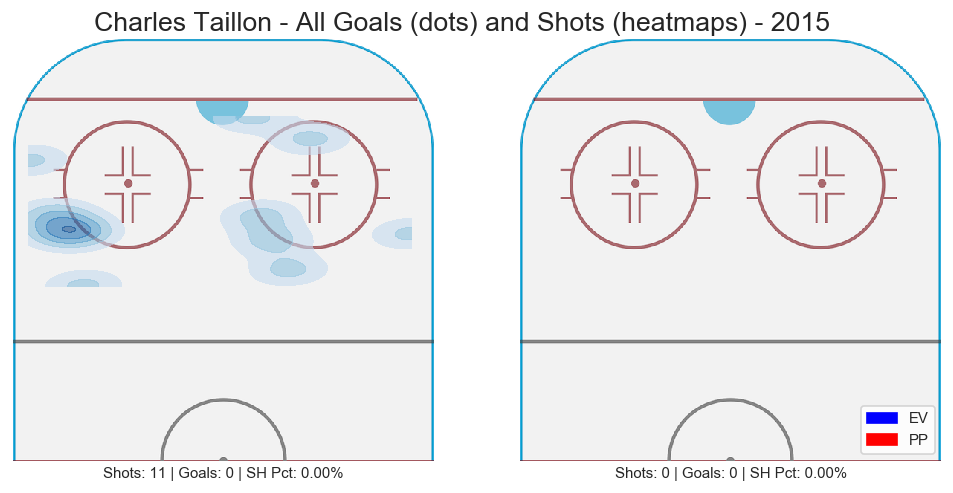 Charles Taillon - All Goals (dots) and Shots (heatmaps) - 2015
EV
PP
Shots: 11 | Goals: 0 | SH Pct: 0.00%
Shots: 0 | Goals: 0 | SH Pct: 0.00%